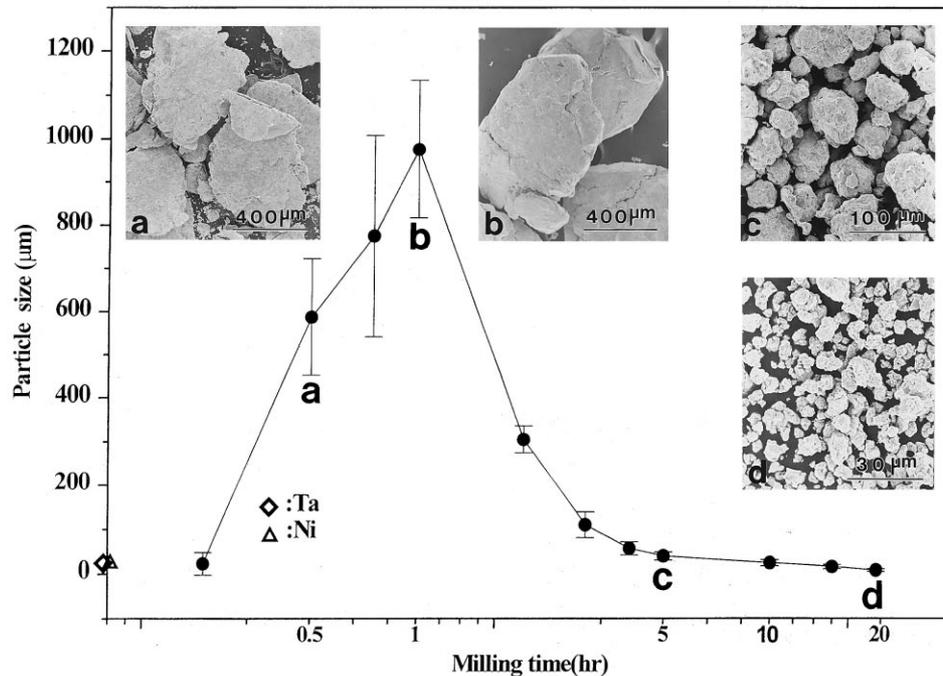 1200
1000
800
600
400
200
0
Particle size (μm)
a
400μm
b
400μm
c
100 μm
d
30 μm
b
a
c
d
◇ :Ta
△ :Ni
0.5 1 5 10 20
Milling time(hr)